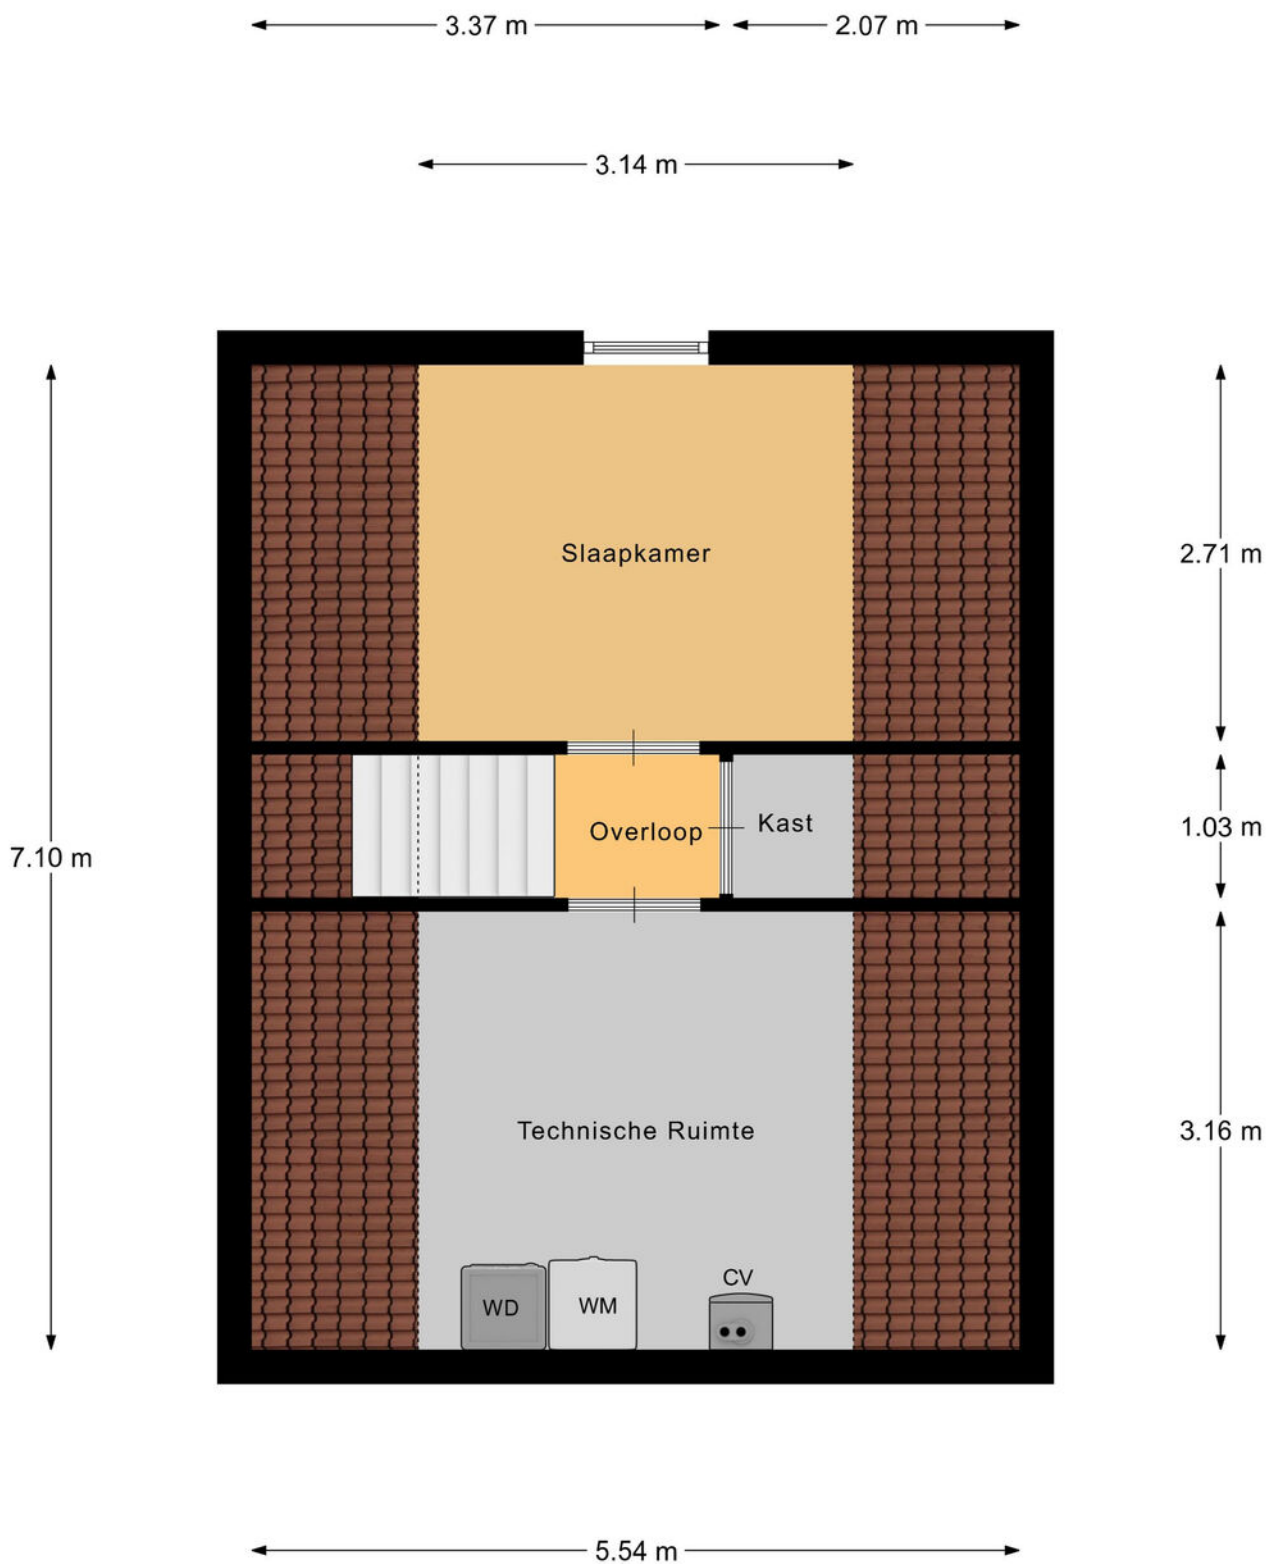 3.37 m
2.07 m
3.14 m
Slaapkamer
2.71 m
Overloop
Kast
1.03 m
7.10 m
Technische Ruimte
3.16 m
CV
WD
WM
5.54 m